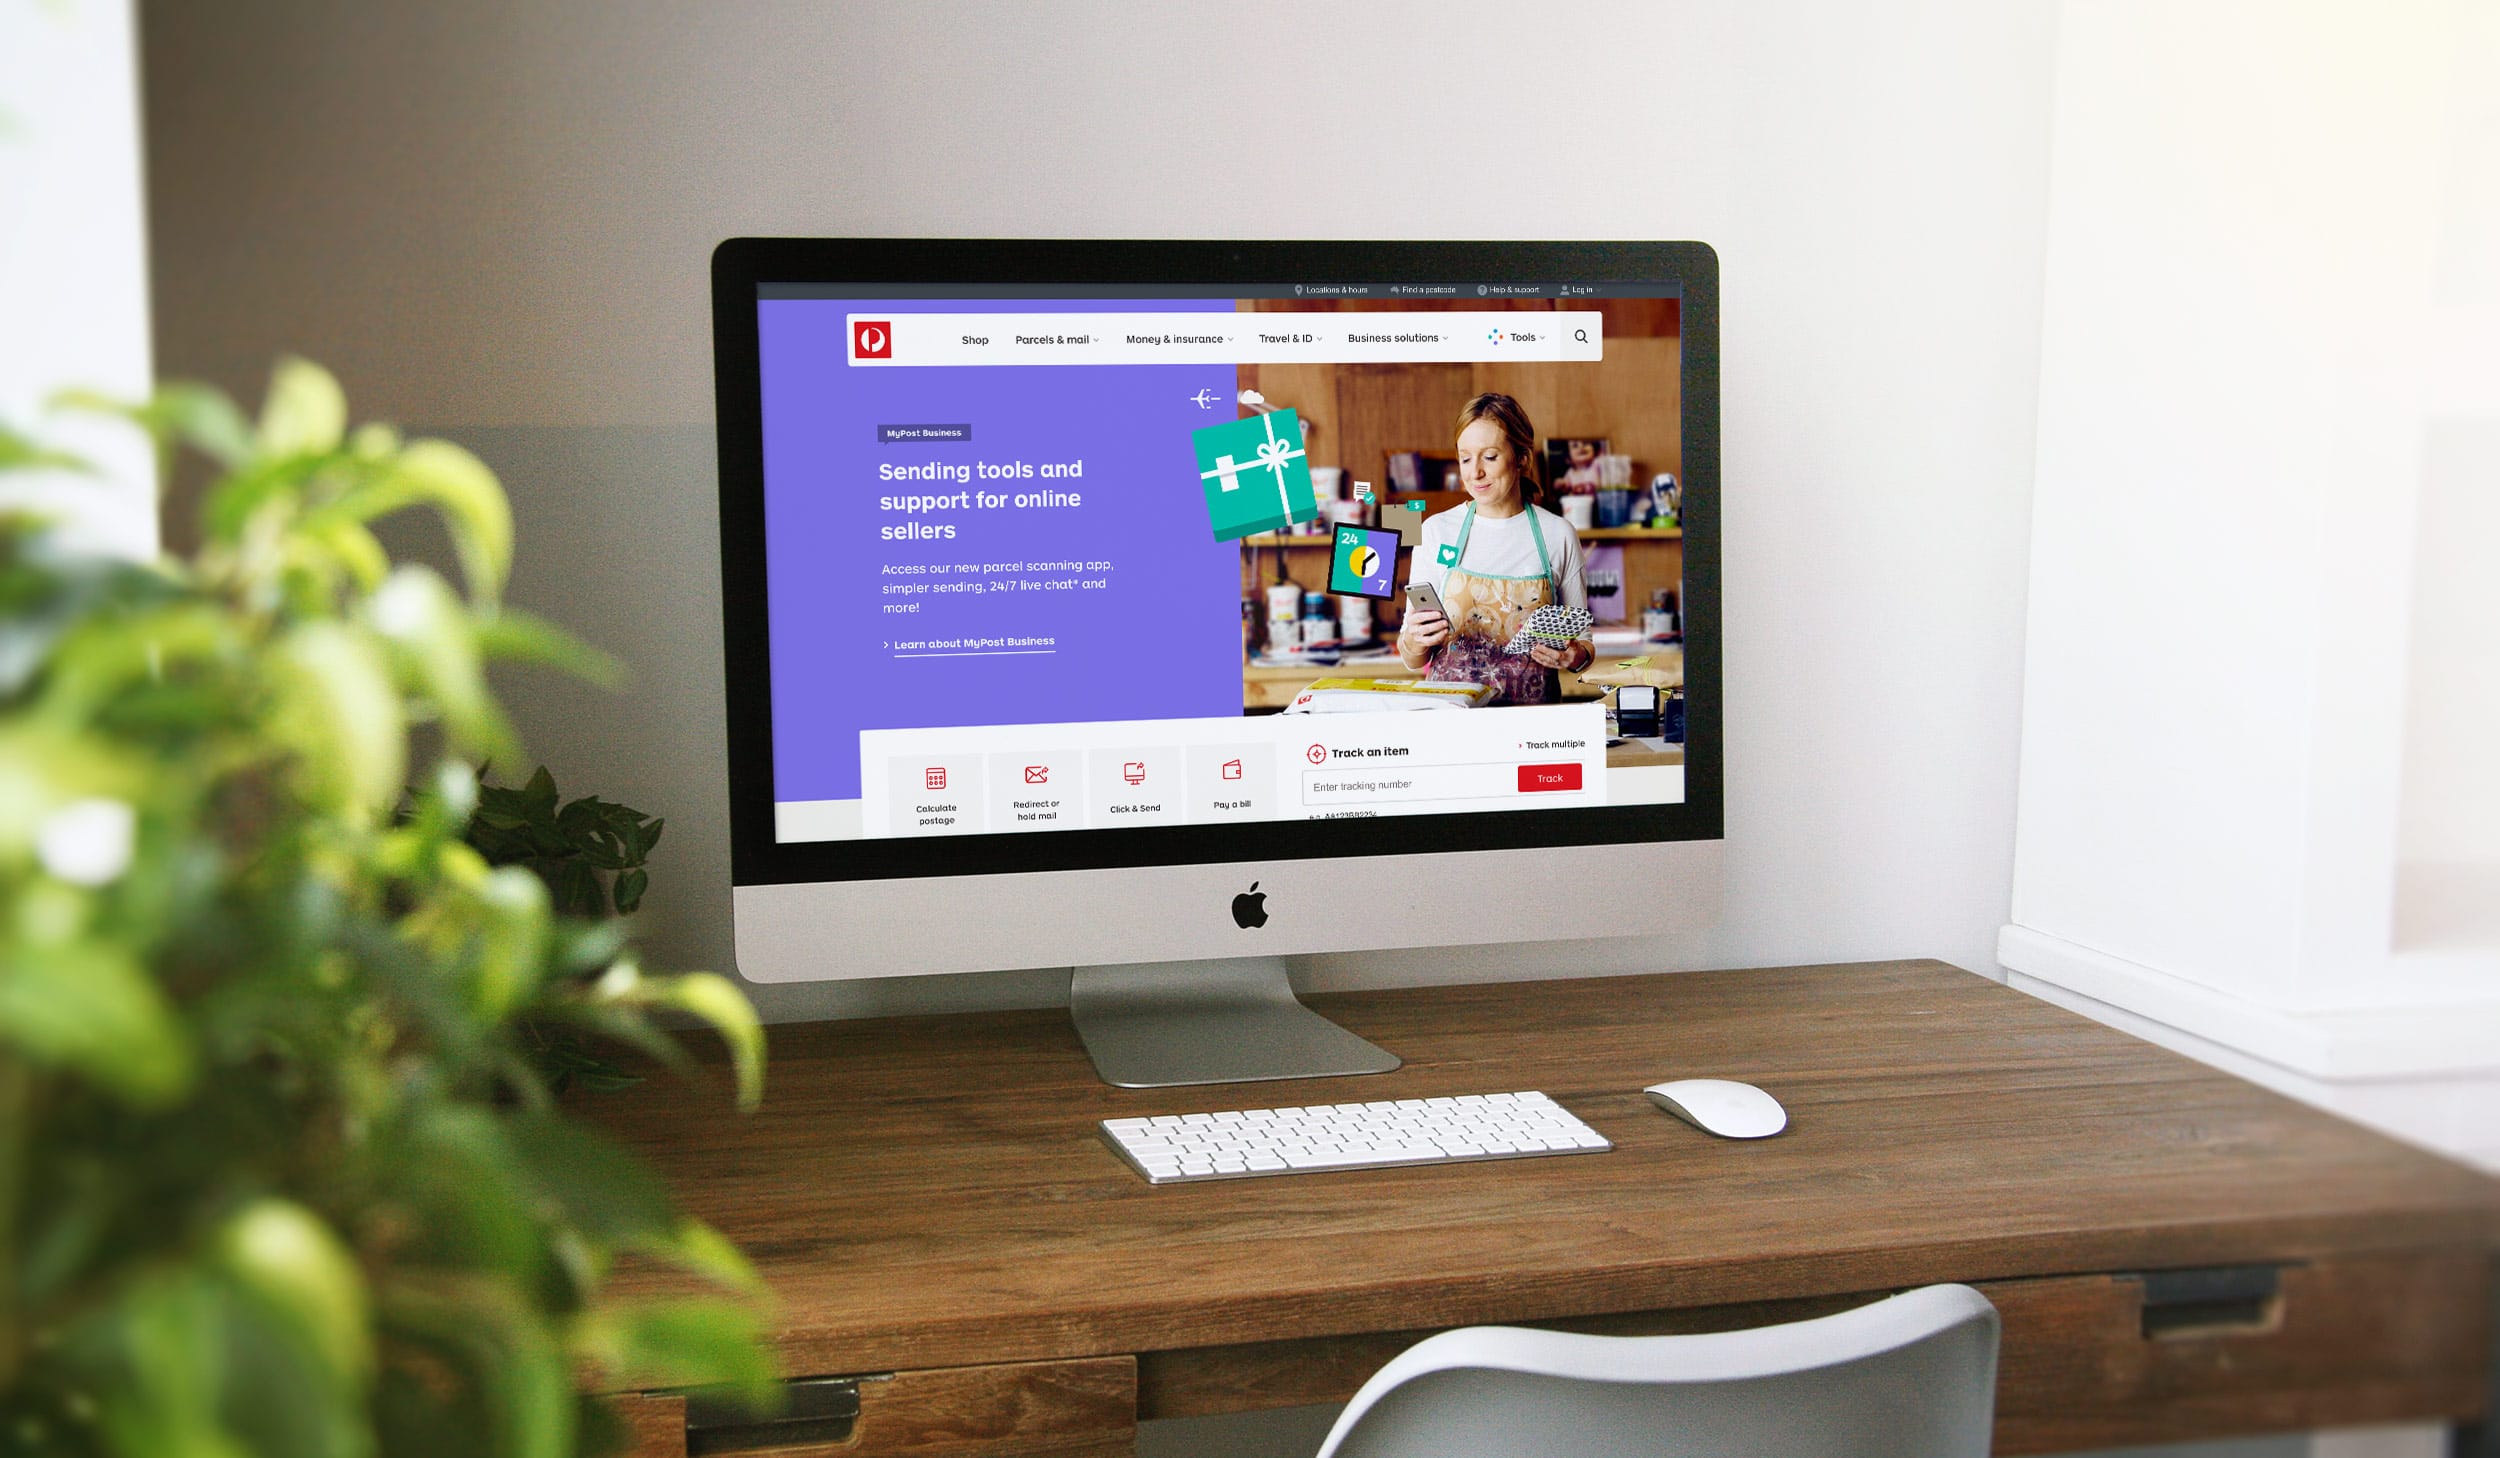 Locations & hours
Find a postcode
Help & support
Log in
Shop
Parcels & mail
Money & insurance
Travel & ID
Business solutions
Tools
MyPost Business
Sending tools and
support for online
sellers
Access our new parcel scanning app,
simpler sending, 24/7 live chat* and
more!
Learn about MyPost Business
24
7
$
Calculate
postage
Redirect or
hold mail
Click & Send
Pay a bill
Track an item
Track multiple
Enter tracking number
Track